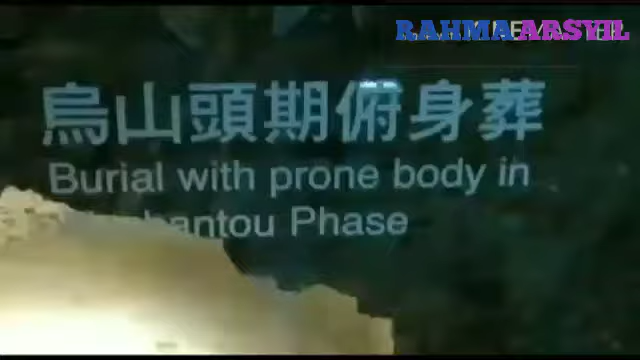 RAHMA ARSYIL
烏山頭期俯身葬
Burial with prone body in
Phase